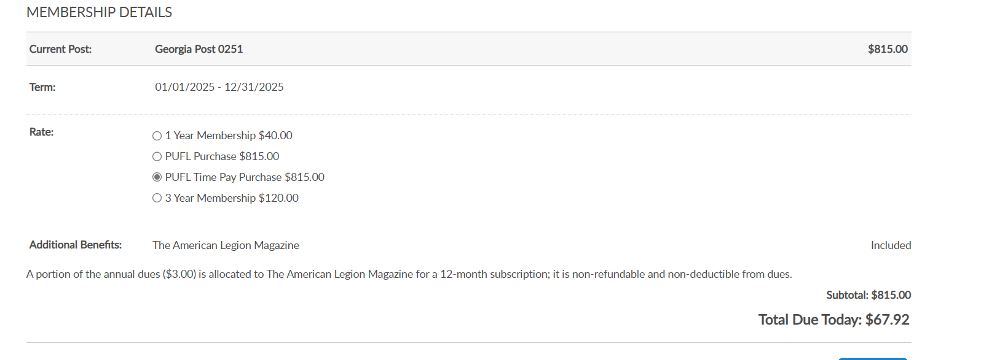 MEMBERSHIP DETAILS
Current Post: Georgia Post 0251 $815.00
Term: 01/01/2025 - 12/31/2025
Rate:
1 Year Membership $40.00
PUFL Purchase $815.00
PUFL Time Pay Purchase $815.00
3 Year Membership $120.00
Additional Benefits: The American Legion Magazine Included
A portion of the annual dues ($3.00) is allocated to The American Legion Magazine for a 12-month subscription; it is non-refundable and non-deductible from dues.
Subtotal: $815.00
Total Due Today: $67.92